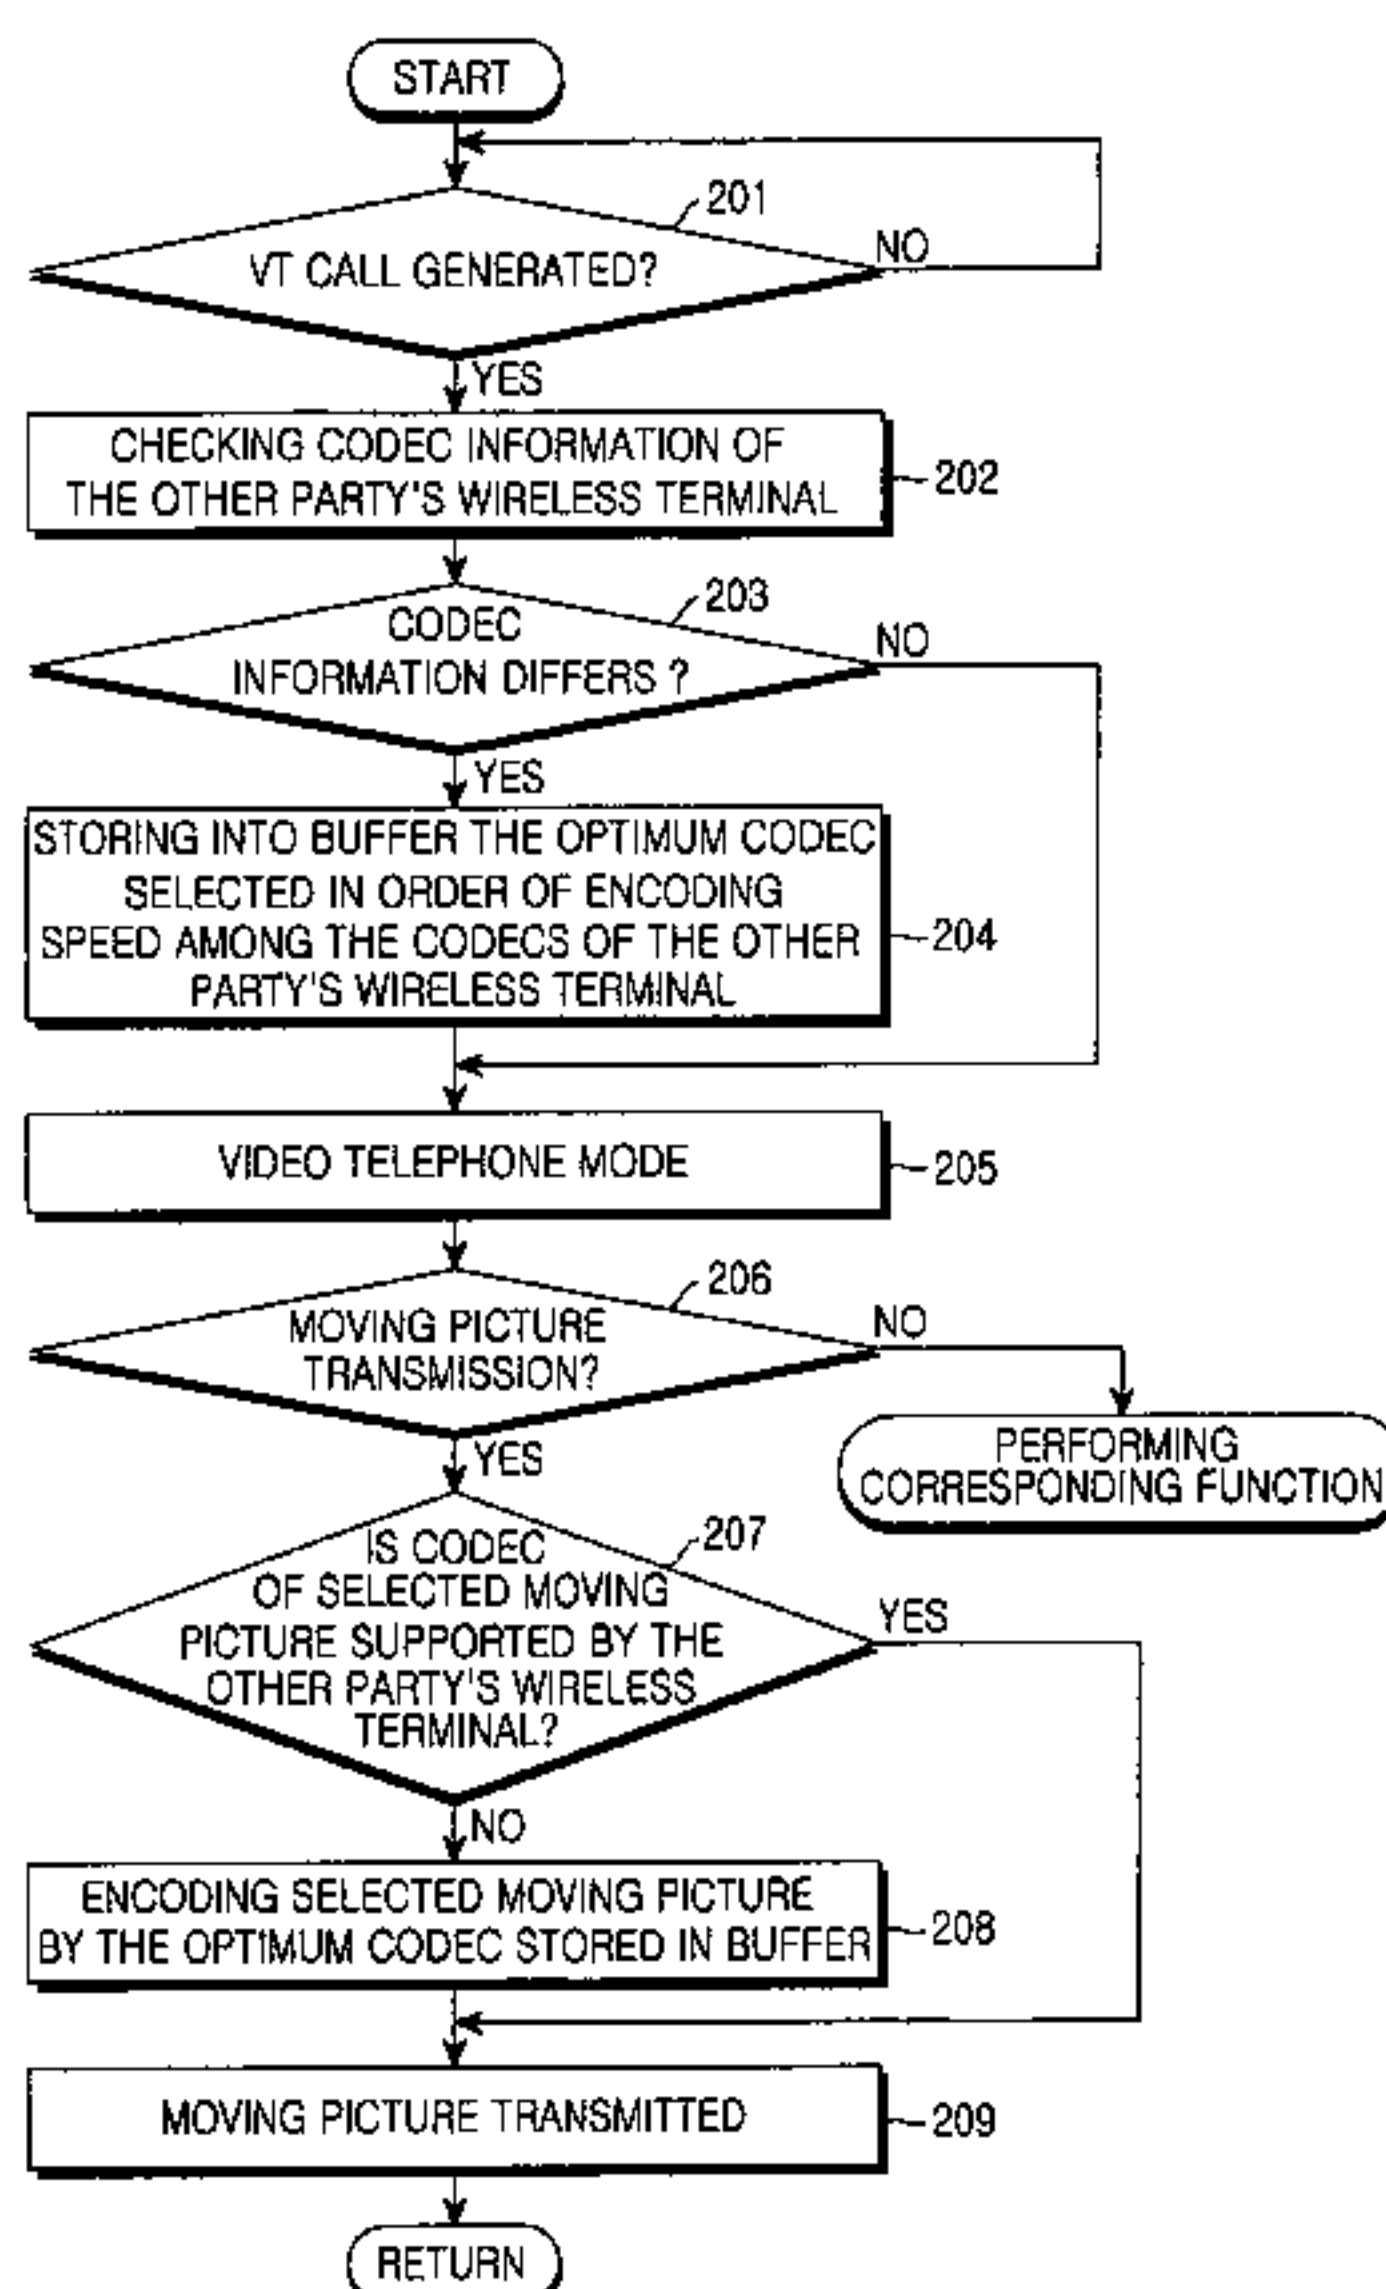 START
201
VT CALL GENERATED?
NO
YES
CHECKING CODEC INFORMATION OF
THE OTHER PARTY'S WIRELESS TERMINAL
202
203
CODEC
INFORMATION DIFFERS ?
NO
YES
STORING INTO BUFFER THE OPTIMUM CODEC
SELECTED IN ORDER OF ENCODING
SPEED AMONG THE CODECS OF THE OTHER
PARTY'S WIRELESS TERMINAL
204
VIDEO TELEPHONE MODE
205
206
MOVING PICTURE
TRANSMISSION?
NO
YES
PERFORMING
CORRESPONDING FUNCTION
207
IS CODEC
OF SELECTED MOVING
PICTURE SUPPORTED BY THE
OTHER PARTY'S WIRELESS
TERMINAL?
YES
NO
ENCODING SELECTED MOVING PICTURE
BY THE OPTIMUM CODEC STORED IN BUFFER
208
MOVING PICTURE TRANSMITTED
209
RETURN